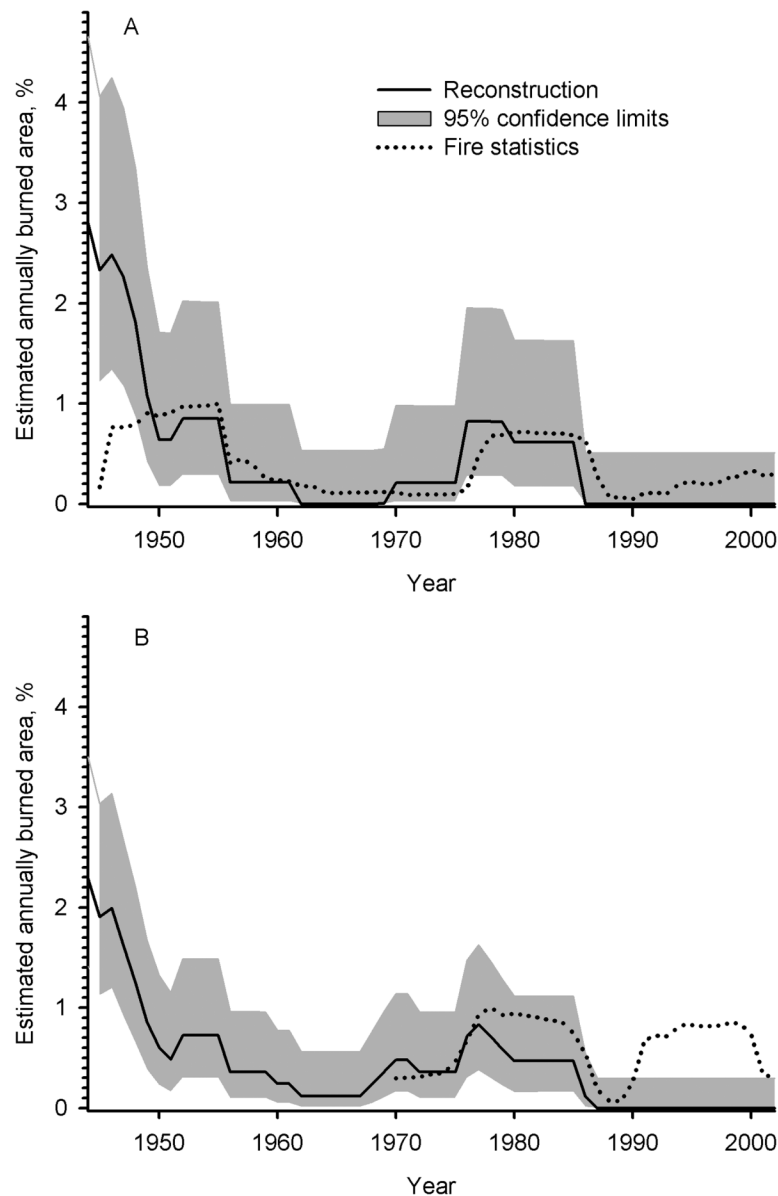 A
Reconstruction
95% confidence limits
Fire statistics
Estimated annually burned area, %
4
3
2
1
0
1950 1960 1970 1980 1990 2000
Year
B
Estimated annually burned area, %
4
3
2
1
0
1950 1960 1970 1980 1990 2000
Year